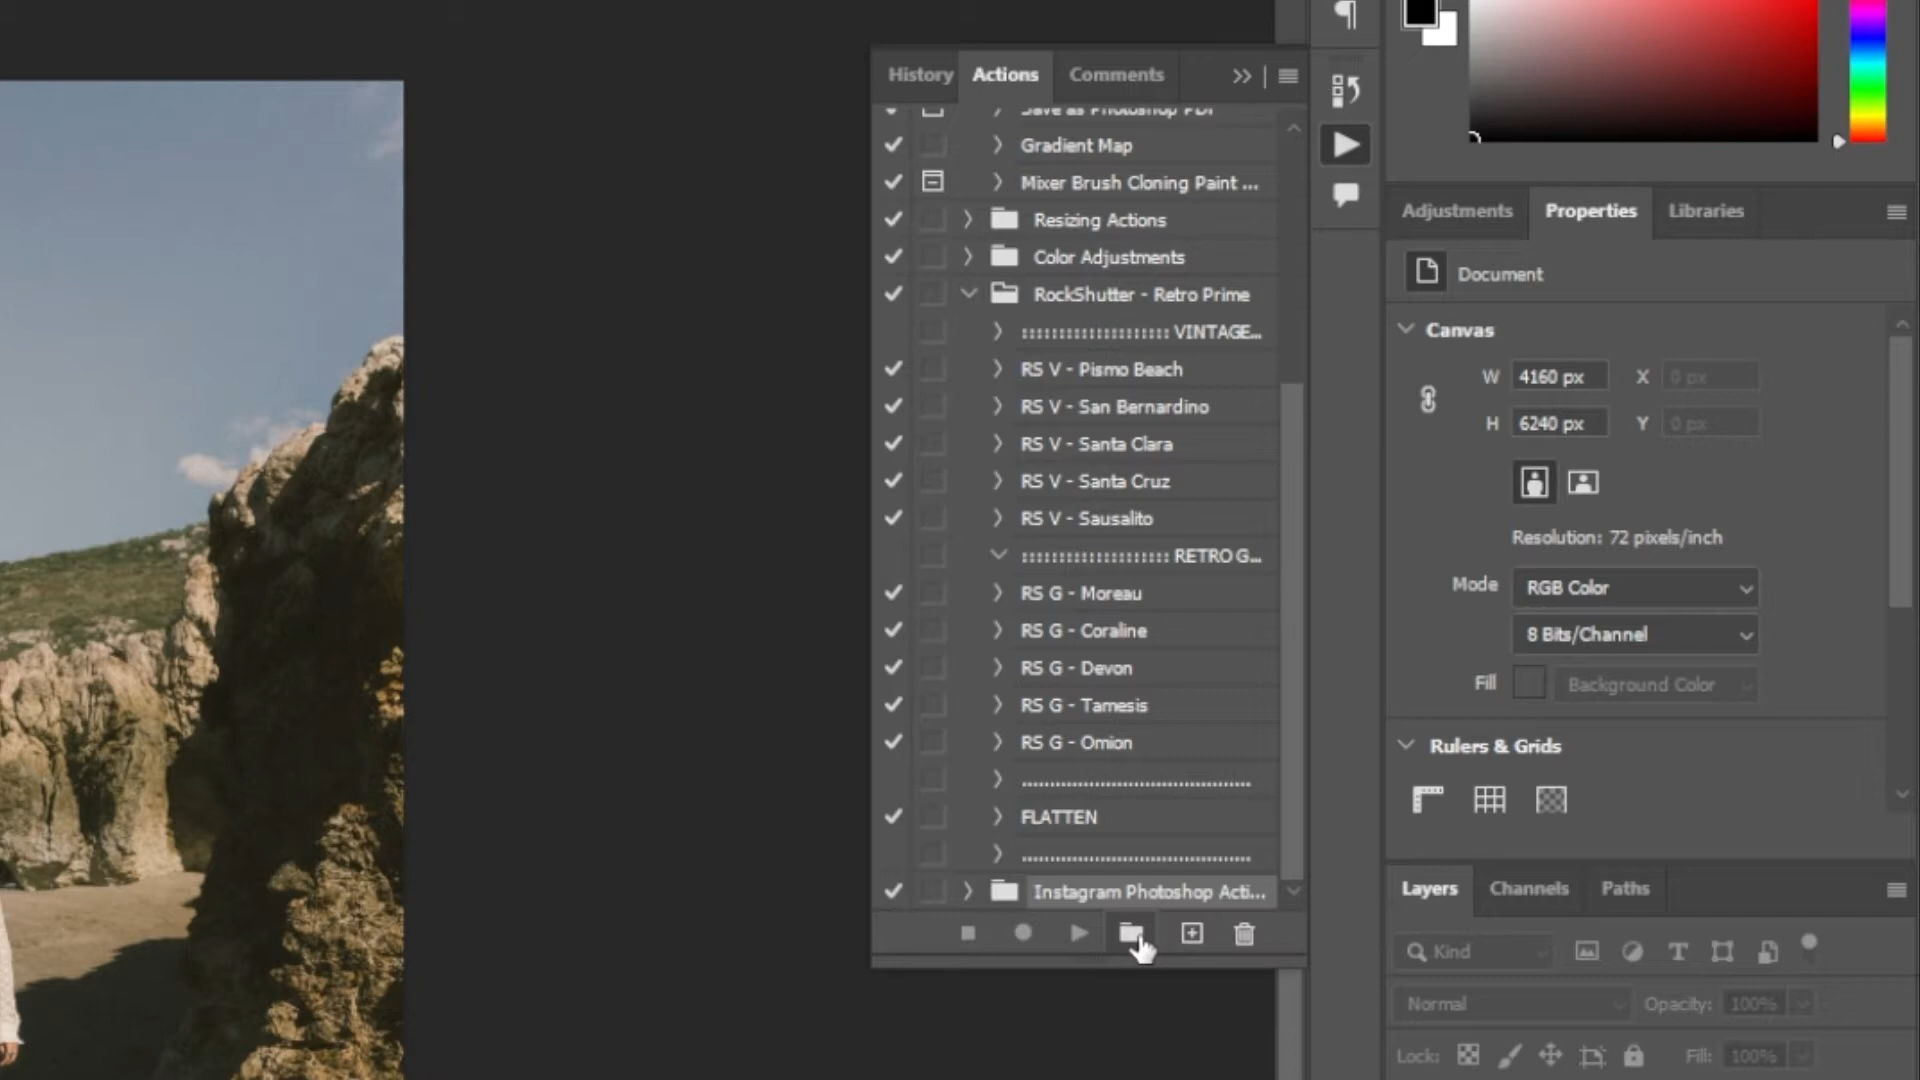 History Actions Comments
Save as Photoshop PDF
Gradient Map
Mixer Brush Cloning Paint ...
Resizing Actions
Color Adjustments
RockShutter - Retro Prime
:::::::::::::::::::: VINTAGE...
RS V - Pismo Beach
RS V - San Bernardino
RS V - Santa Clara
RS V - Santa Cruz
RS V - Sausalito
:::::::::::::::::::: RETRO G...
RS G - Moreau
RS G - Coraline
RS G - Devon
RS G - Tamesis
RS G - Omion
.........................................
FLATTEN
.........................................
Instagram Photoshop Acti...
Adjustments Properties Libraries
Document
Canvas
W 4160 px X 0 px
H 6240 px Y 0 px
Resolution: 72 pixels/inch
Mode RGB Color
8 Bits/Channel
Fill Background Color
Rulers & Grids
Layers Channels Paths
Kind
Normal Opacity: 100%
Lock: Fill: 100%